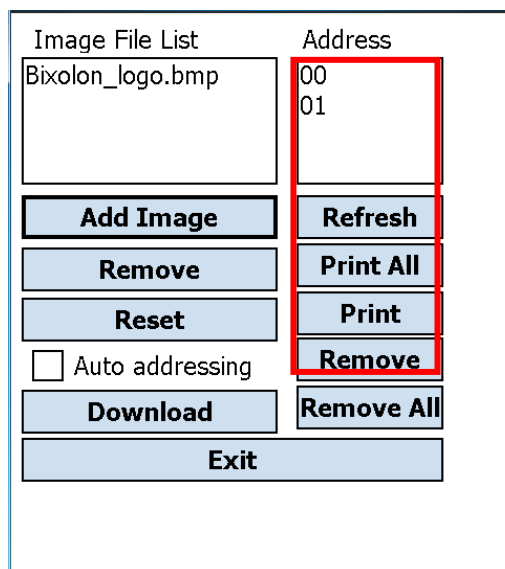 Image File List
Address
Bixolon_logo.bmp
00
01
Add Image
Refresh
Remove
Print All
Reset
Print
Auto addressing
Remove
Download
Remove All
Exit